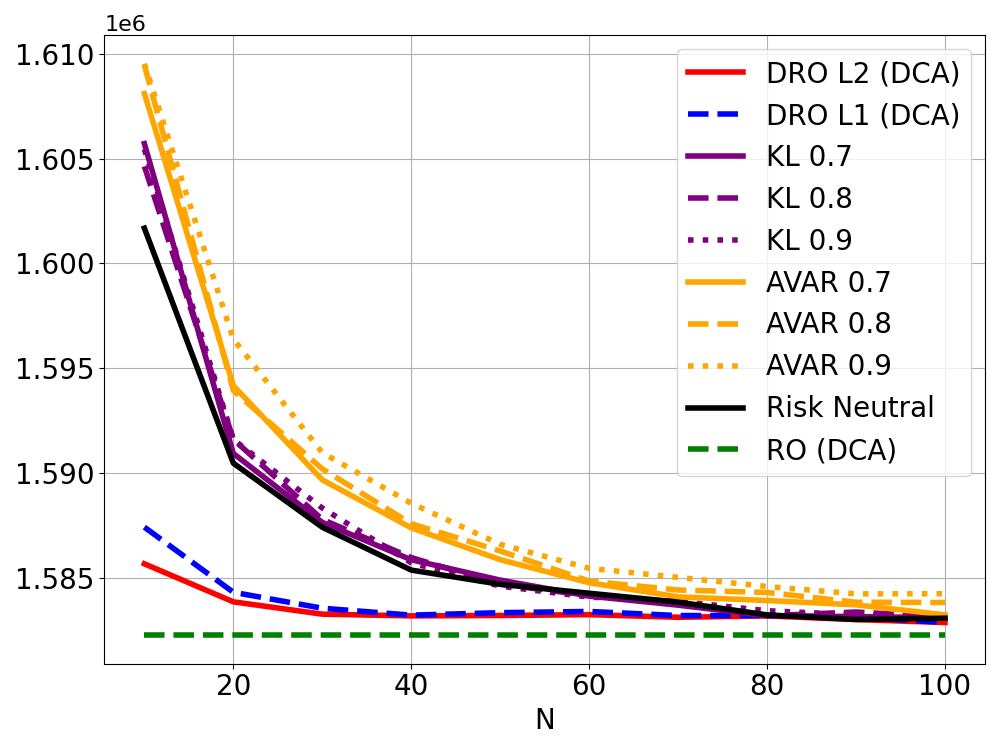 1e6
1.610
1.605
1.600
1.595
1.590
1.585
20
40
60
80
100
N
DRO L2 (DCA)
DRO L1 (DCA)
KL 0.7
KL 0.8
KL 0.9
AVAR 0.7
AVAR 0.8
AVAR 0.9
Risk Neutral
RO (DCA)